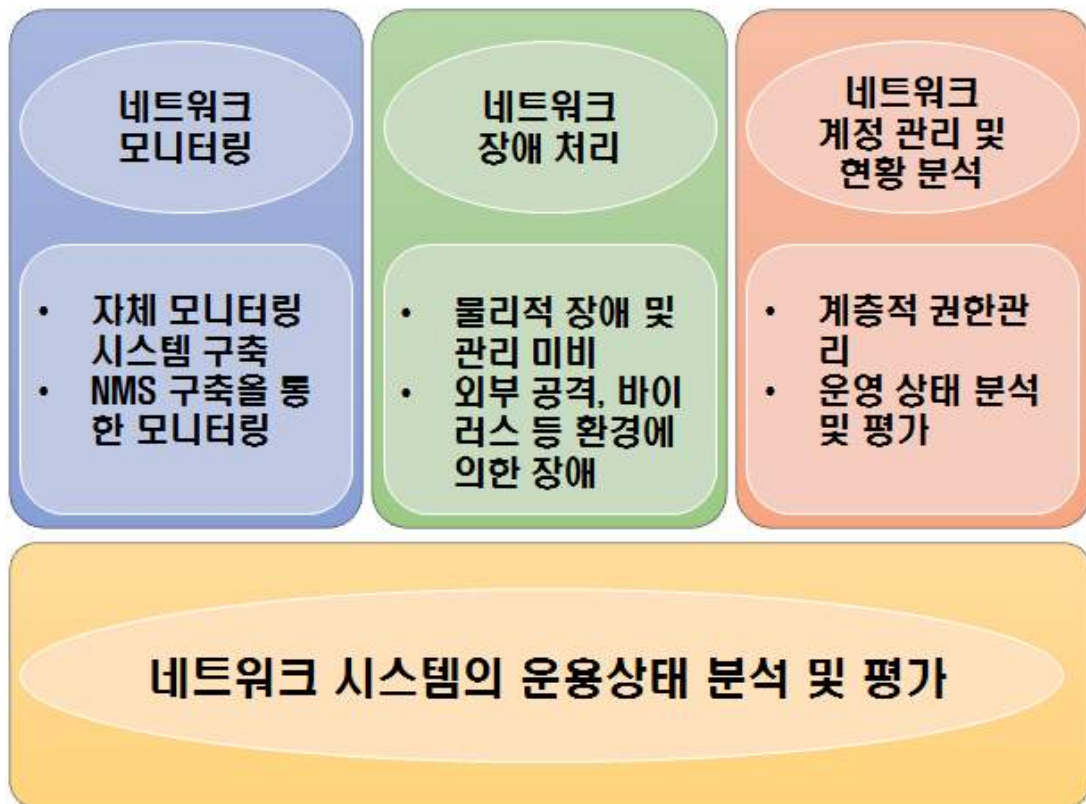 네트워크
모니터링
• 자체 모니터링
시스템 구축
• NMS 구축을 통
한 모니터링
네트워크
장애 처리
• 물리적 장애 및
관리 미비
• 외부 공격, 바이
러스 등 환경에
의한 장애
네트워크
계정 관리 및
현황 분석
• 계층적 권한관
리
• 운영 상태 분석
및 평가
네트워크 시스템의 운용상태 분석 및 평가